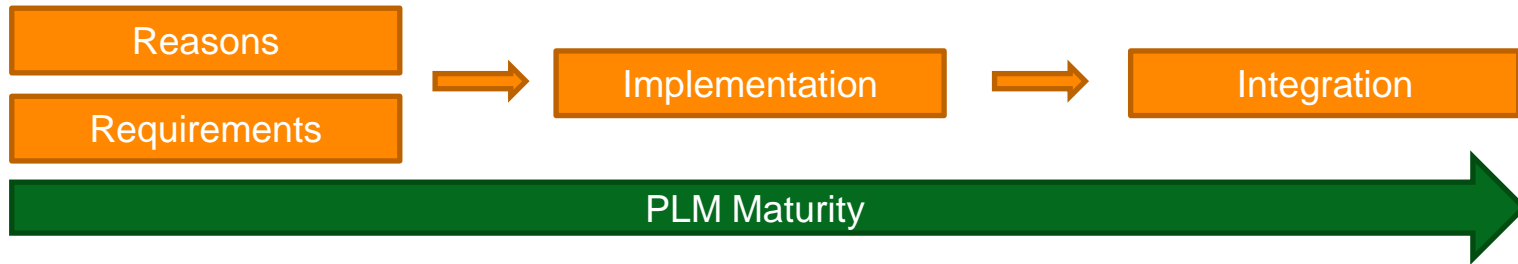 Reasons
Requirements
Implementation
Integration
PLM Maturity